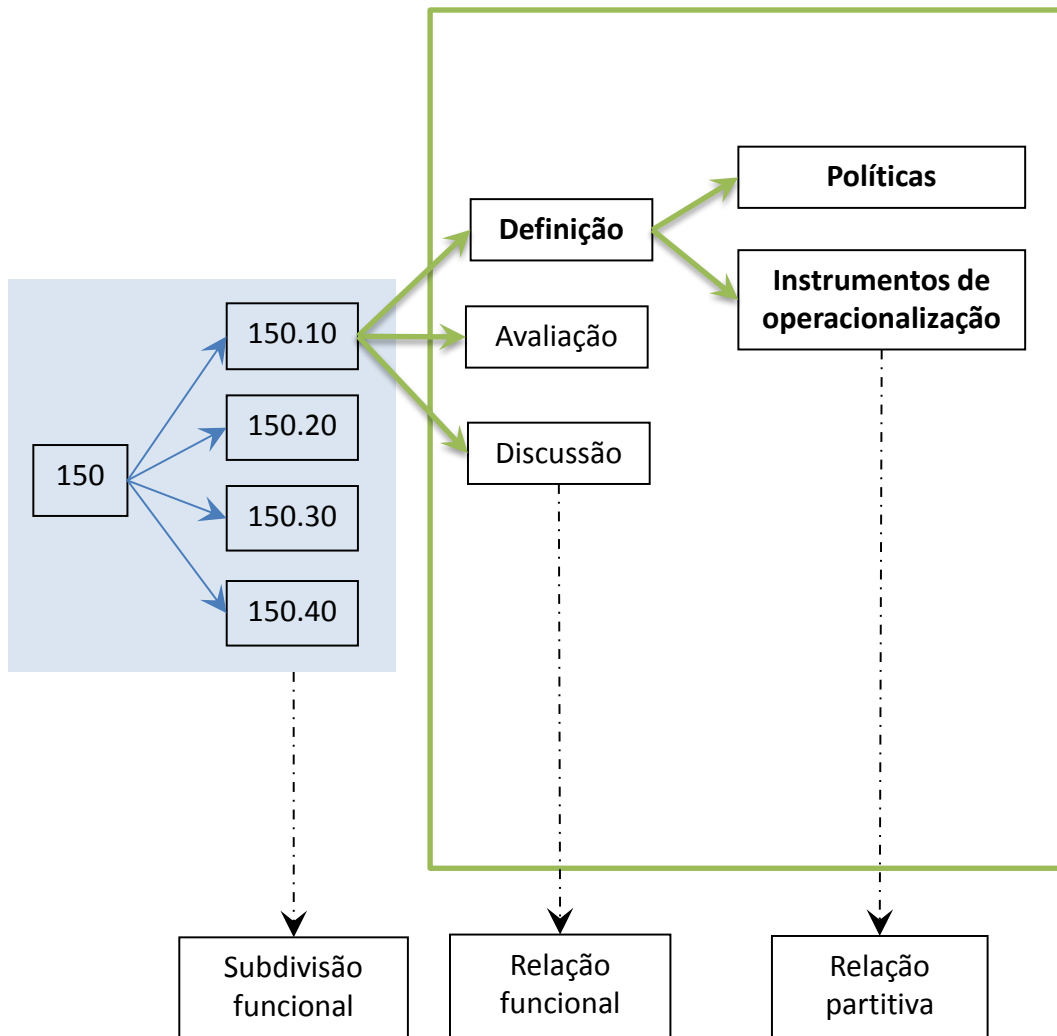 Políticas
Definição
Instrumentos de
operacionalização
150.10
Avaliação
150.20
Discussão
150
150.30
150.40
Subdivisão
funcional
Relação
funcional
Relação
partitiva